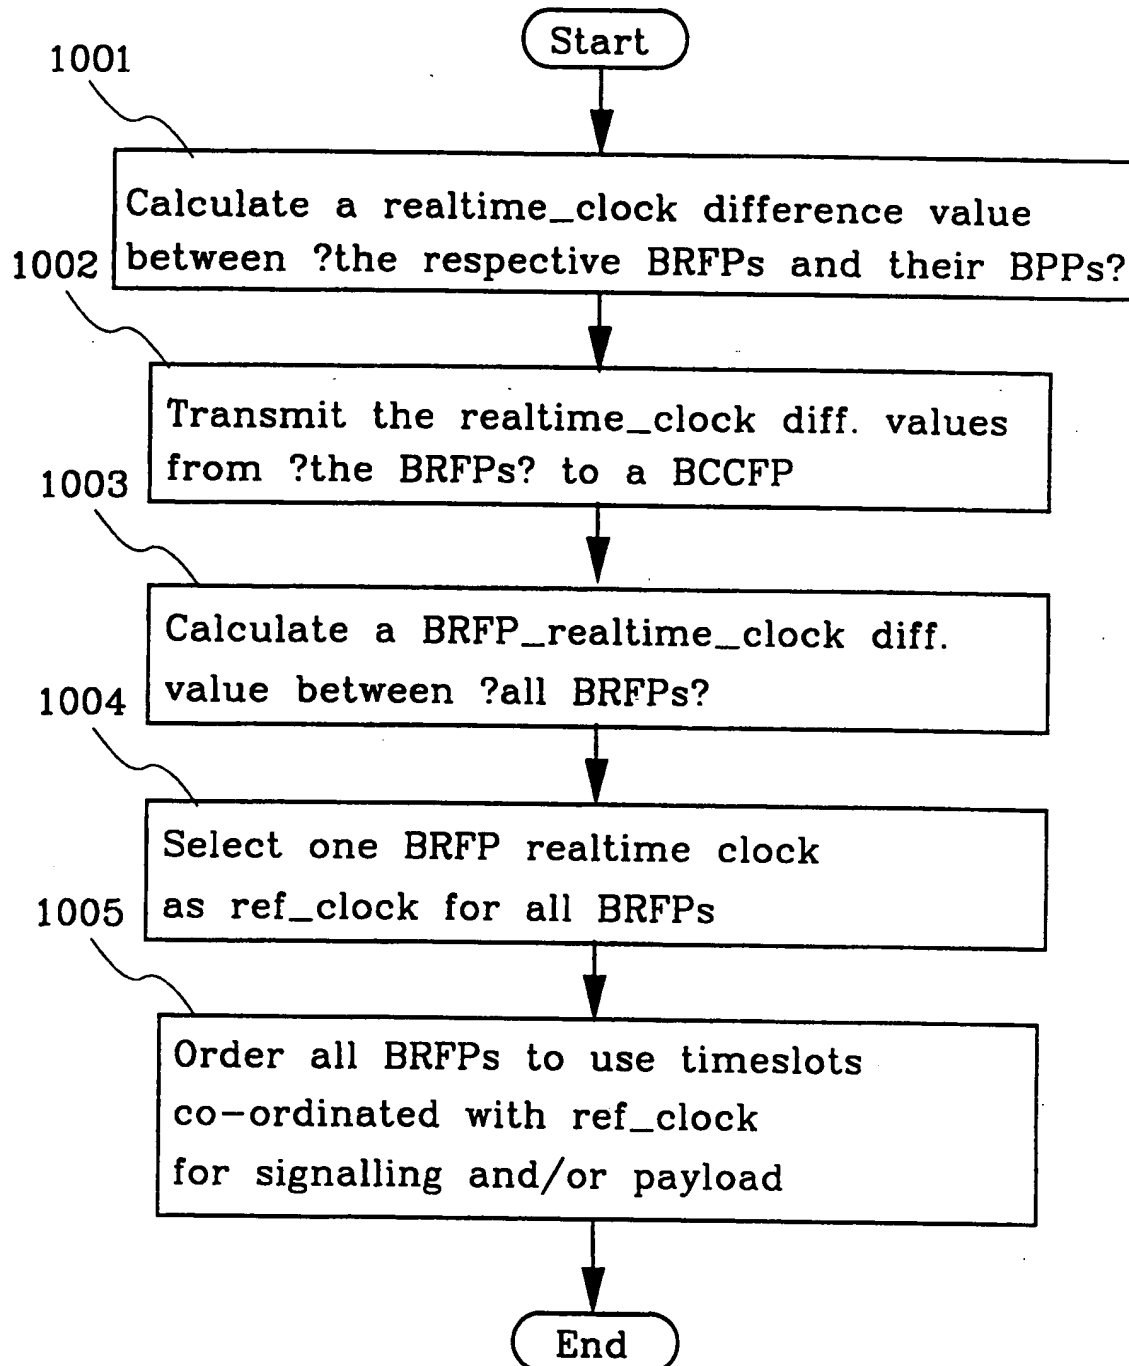 Start
1001
Calculate a realtime_clock difference value
between ?the respective BRFPs and their BPPs?
1002
Transmit the realtime_clock diff. values
from ?the BRFPs? to a BCCFP
1003
Calculate a BRFP_realtime_clock diff.
value between ?all BRFPs?
1004
Select one BRFP realtime clock
as ref_clock for all BRFPs
1005
Order all BRFPs to use timeslots
co-ordinated with ref_clock
for signalling and/or payload
End